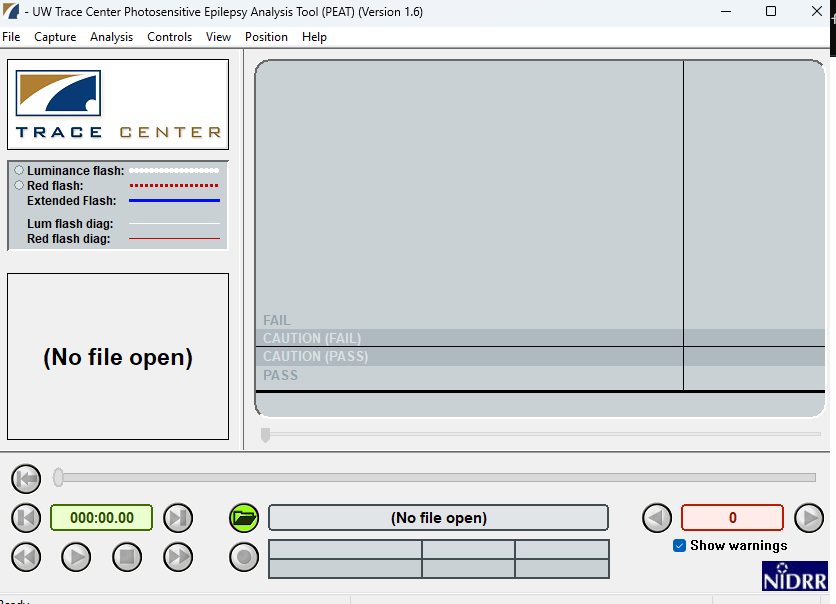 - UW Trace Center Photosensitive Epilepsy Analysis Tool (PEAT) (Version 1.6)
File Capture Analysis Controls View Position Help
TRACE CENTER
Luminance flash:
Red flash:
Extended Flash:
Lum flash diag:
Red flash diag:
(No file open)
FAIL
CAUTION (FAIL)
CAUTION (PASS)
PASS
000:00.00
(No file open)
0
Show warnings
NIDRR